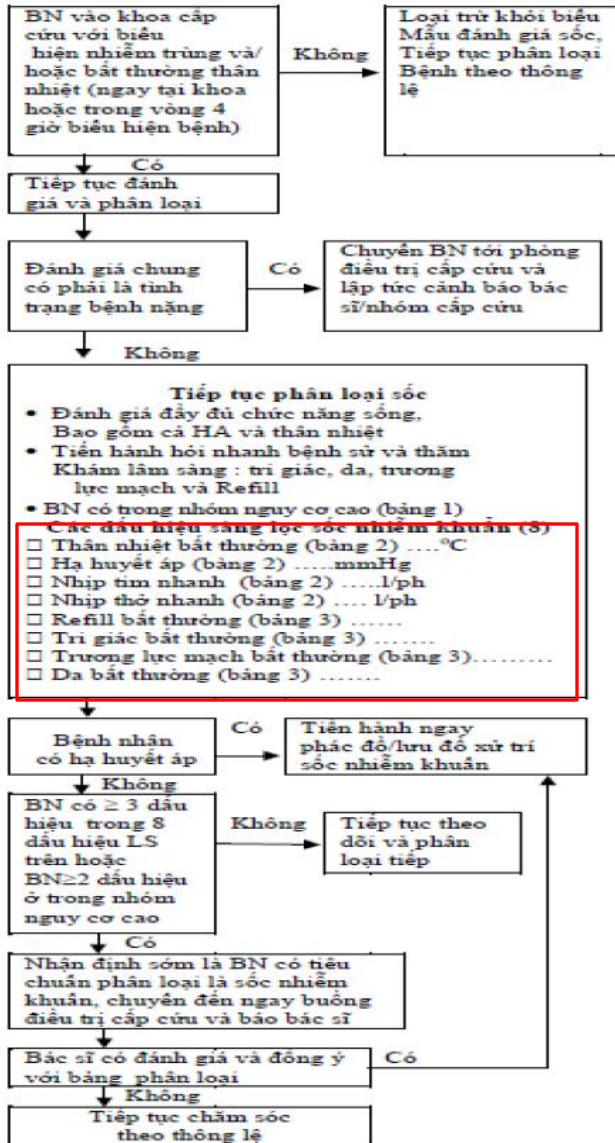 BN vào khoa cấp
cứu với biểu
hiện nhiễm trùng và/
hoặc bất thường thân
nhiệt (ngay tại khoa
hoặc trong vòng 4
giờ biểu hiện bệnh)
Không
Loại trừ khỏi biểu
Mẫu đánh giá sốc,
Tiếp tục phân loại
Bệnh theo thông
lệ
Có
Tiếp tục đánh
giá và phân loại
Đánh giá chung
có phải là tình
trạng bệnh nặng
Có
Chuyển BN tới phòng
điều trị cấp cứu và
lập tức cảnh báo bác
sĩ/nhóm cấp cứu
Không
Tiếp tục phân loại sốc
• Đánh giá đầy đủ chức năng sống,
Bao gồm cả HA và thân nhiệt
• Tiến hành hỏi nhanh bệnh sử và thăm
Khám lâm sàng : tri giác, da, trương
lực mạch và Refill
• BN có trong nhóm nguy cơ cao (bảng 1)
Các dấu hiệu sàng lọc sốc nhiễm khuẩn (8)
□ Thân nhiệt bất thường (bảng 2) ....°C
□ Hạ huyết áp (bảng 2) .....mmHg
□ Nhịp tim nhanh (bảng 2) .....l/ph
□ Nhịp thở nhanh (bảng 2) .... l/ph
□ Refill bất thường (bảng 3) ......
□ Tri giác bất thường (bảng 3) .......
□ Trương lực mạch bất thường (bảng 3).........
□ Da bất thường (bảng 3) .......
Bệnh nhân
có hạ huyết áp
Có
Tiến hành ngay
phác đồ/lưu đồ xử trí
sốc nhiễm khuẩn
Không
BN có ≥ 3 dấu
hiệu trong 8
dấu hiệu LS
trên hoặc
BN≥2 dấu hiệu
ở trong nhóm
nguy cơ cao
Không
Tiếp tục theo
dõi và phân
loại tiếp
Có
Nhận định sớm là BN có tiêu
chuẩn phân loại là sốc nhiễm
khuẩn, chuyển đến ngay buồng
điều trị cấp cứu và báo bác sĩ
Bác sĩ có đánh giá và đồng ý
với bảng phân loại
Có
Không
Tiếp tục chăm sóc
theo thông lệ